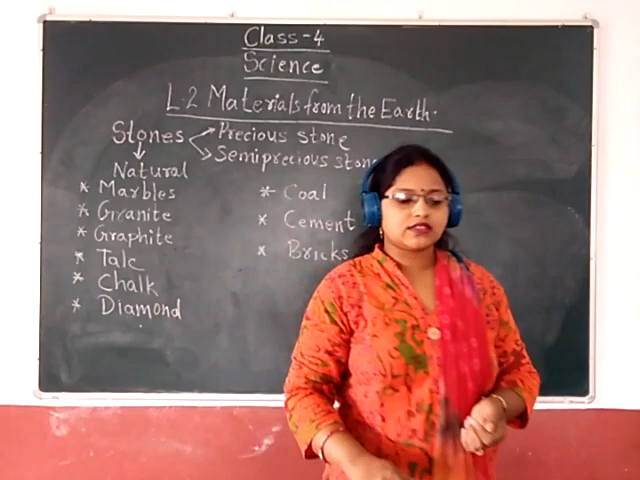 Class-4
Science
L.2 Materials from the Earth.
Stones
Precious stone
Semiprecious stone
Natural
* Marbles
* Granite
* Graphite
* Talc
* Chalk
* Diamond
* Coal
* Cement
* Bricks